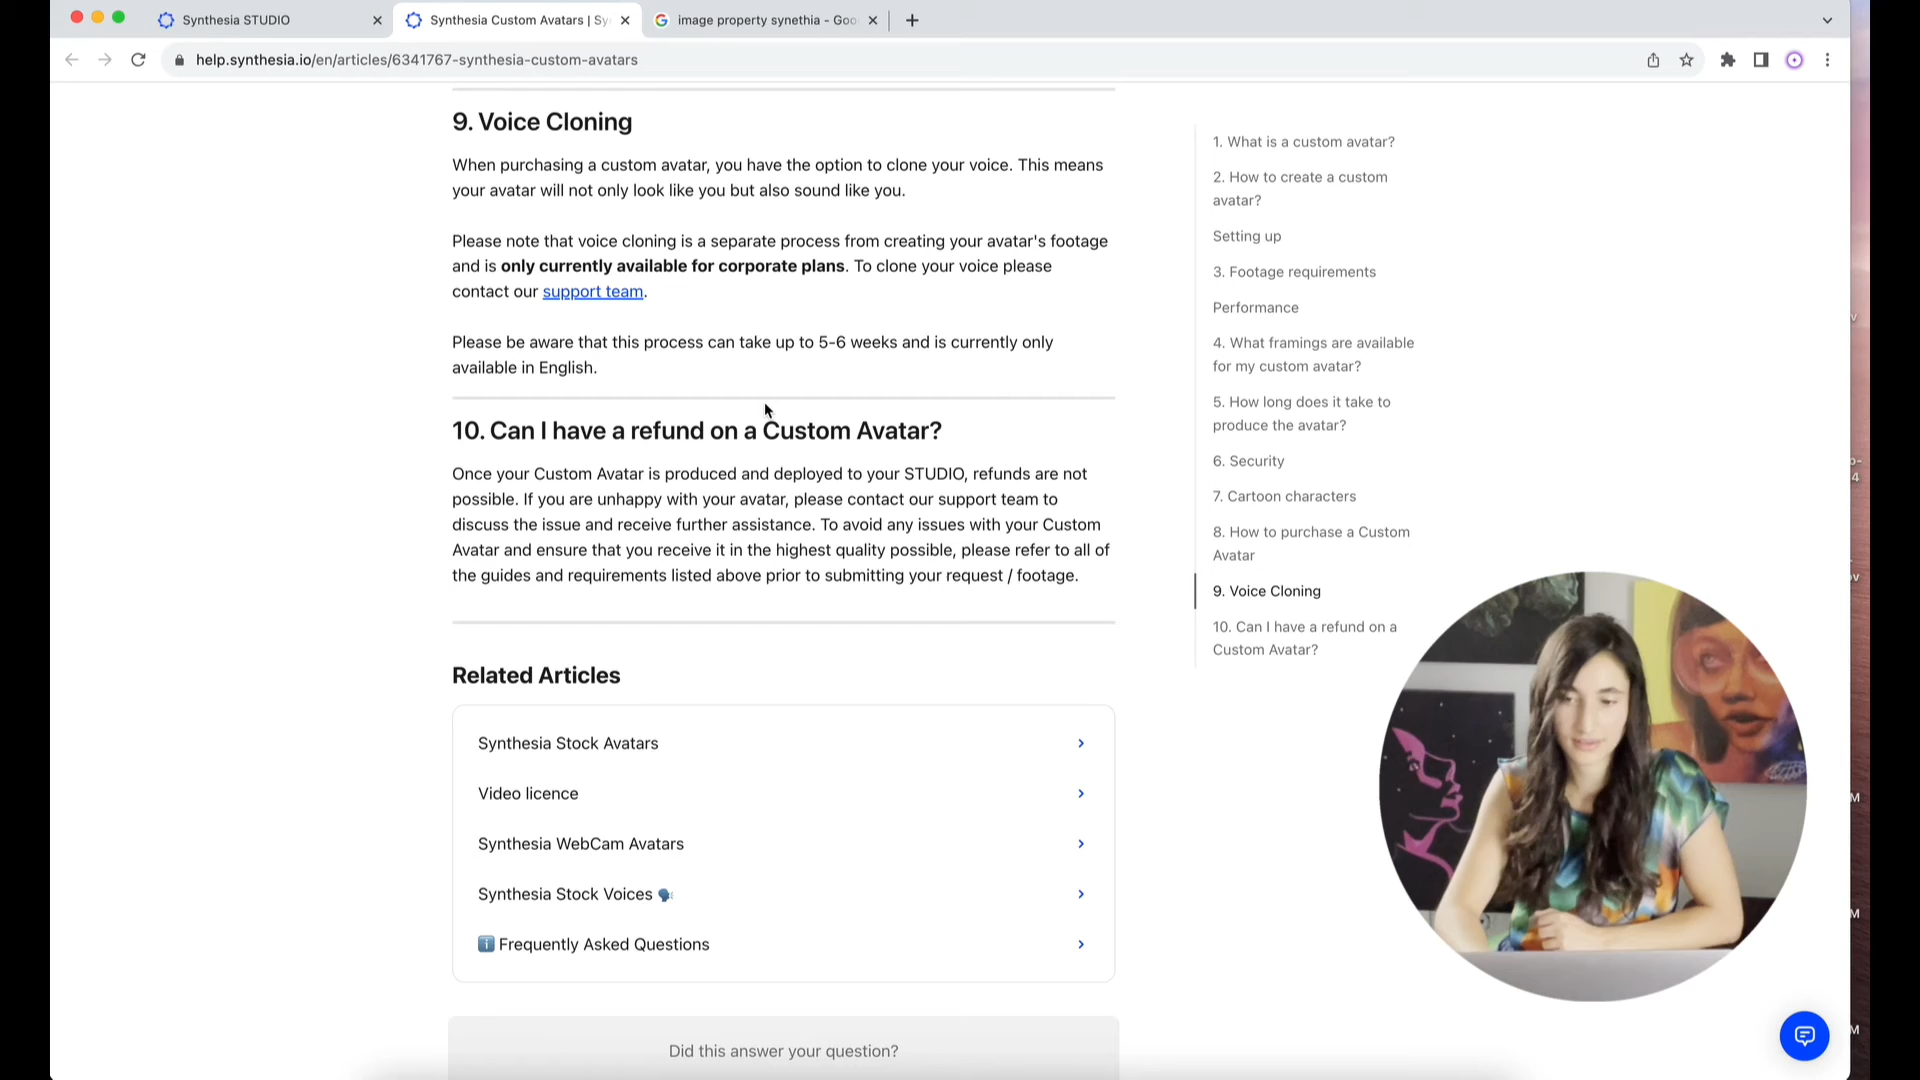 Synthesia STUDIO
Synthesia Custom Avatars | Sy
image property synethia - Goo
help.synthesia.io/en/articles/6341767-synthesia-custom-avatars
9. Voice Cloning
When purchasing a custom avatar, you have the option to clone your voice. This means
your avatar will not only look like you but also sound like you.
Please note that voice cloning is a separate process from creating your avatar's footage
and is only currently available for corporate plans. To clone your voice please
contact our support team.
Please be aware that this process can take up to 5-6 weeks and is currently only
available in English.
10. Can I have a refund on a Custom Avatar?
Once your Custom Avatar is produced and deployed to your STUDIO, refunds are not
possible. If you are unhappy with your avatar, please contact our support team to
discuss the issue and receive further assistance. To avoid any issues with your Custom
Avatar and ensure that you receive it in the highest quality possible, please refer to all of
the guides and requirements listed above prior to submitting your request / footage.
Related Articles
Synthesia Stock Avatars
Video licence
Synthesia WebCam Avatars
Synthesia Stock Voices 🗣
ℹ️ Frequently Asked Questions
Did this answer your question?
1. What is a custom avatar?
2. How to create a custom
avatar?
Setting up
3. Footage requirements
Performance
4. What framings are available
for my custom avatar?
5. How long does it take to
produce the avatar?
6. Security
7. Cartoon characters
8. How to purchase a Custom
Avatar
9. Voice Cloning
10. Can I have a refund on a
Custom Avatar?